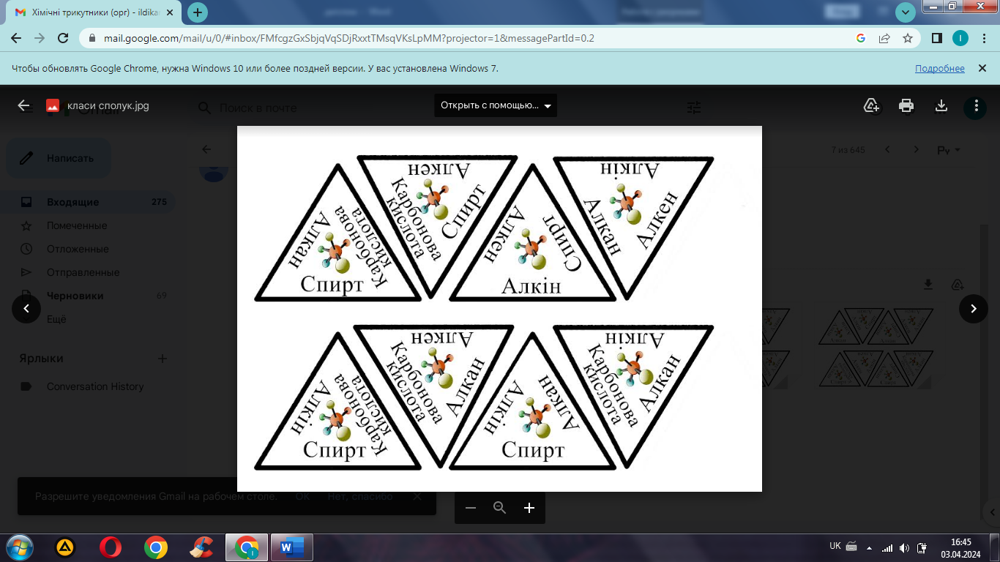 Хімічні трикутники (орг) - ildika
mail.google.com/mail/u/0/#inbox/FMfcgzGxSbjqVqSDjRxxtTMsqVKsLpMM?projector=1&messagePartId=0.2
Чтобы обновлять Google Chrome, нужна Windows 10 или более поздней версии. У вас установлена Windows 7.
Подробнее
класи сполук.jpg
Открыть с помощью...
Поиск в почте
Написать
7 из 645
Входящие 275
Помеченные
Отложенные
Отправленные
Черновики 69
Ещё
Ярлыки
Conversation History
Алкан
Карбонова
кислота
Спирт
Алкен
Карбонова
кислота
Спирт
Алкен
Спирт
Алкін
Алкін
Алкан
Алкен
Алкін
Карбонова
кислота
Спирт
Алкен
Карбонова
кислота
Алкан
Алкін
Алкан
Спирт
Алкін
Карбонова
кислота
Алкан
Разрешите уведомления Gmail на рабочем столе. ОК Нет, спасибо
UK
16:45
03.04.2024